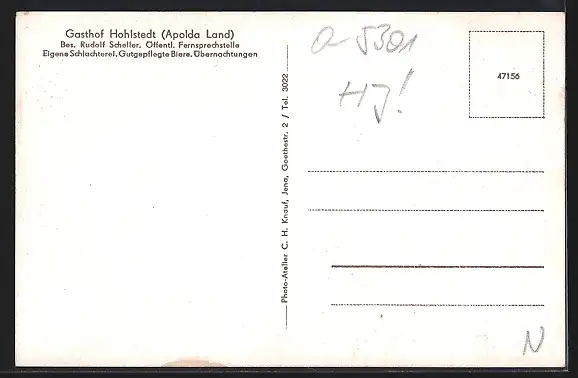 Gasthof Hohlstedt (Apolda Land)
Bes. Rudolf Scheller. Öffentl. Fernsprechstelle
Eigene Schlachterei. Gutgepflegte Biere. Übernachtungen
Photo-Atelier C. H. Knauf, Jena, Goethestr. 2 / Tel. 3022
O-5301
HJ!
47156
N